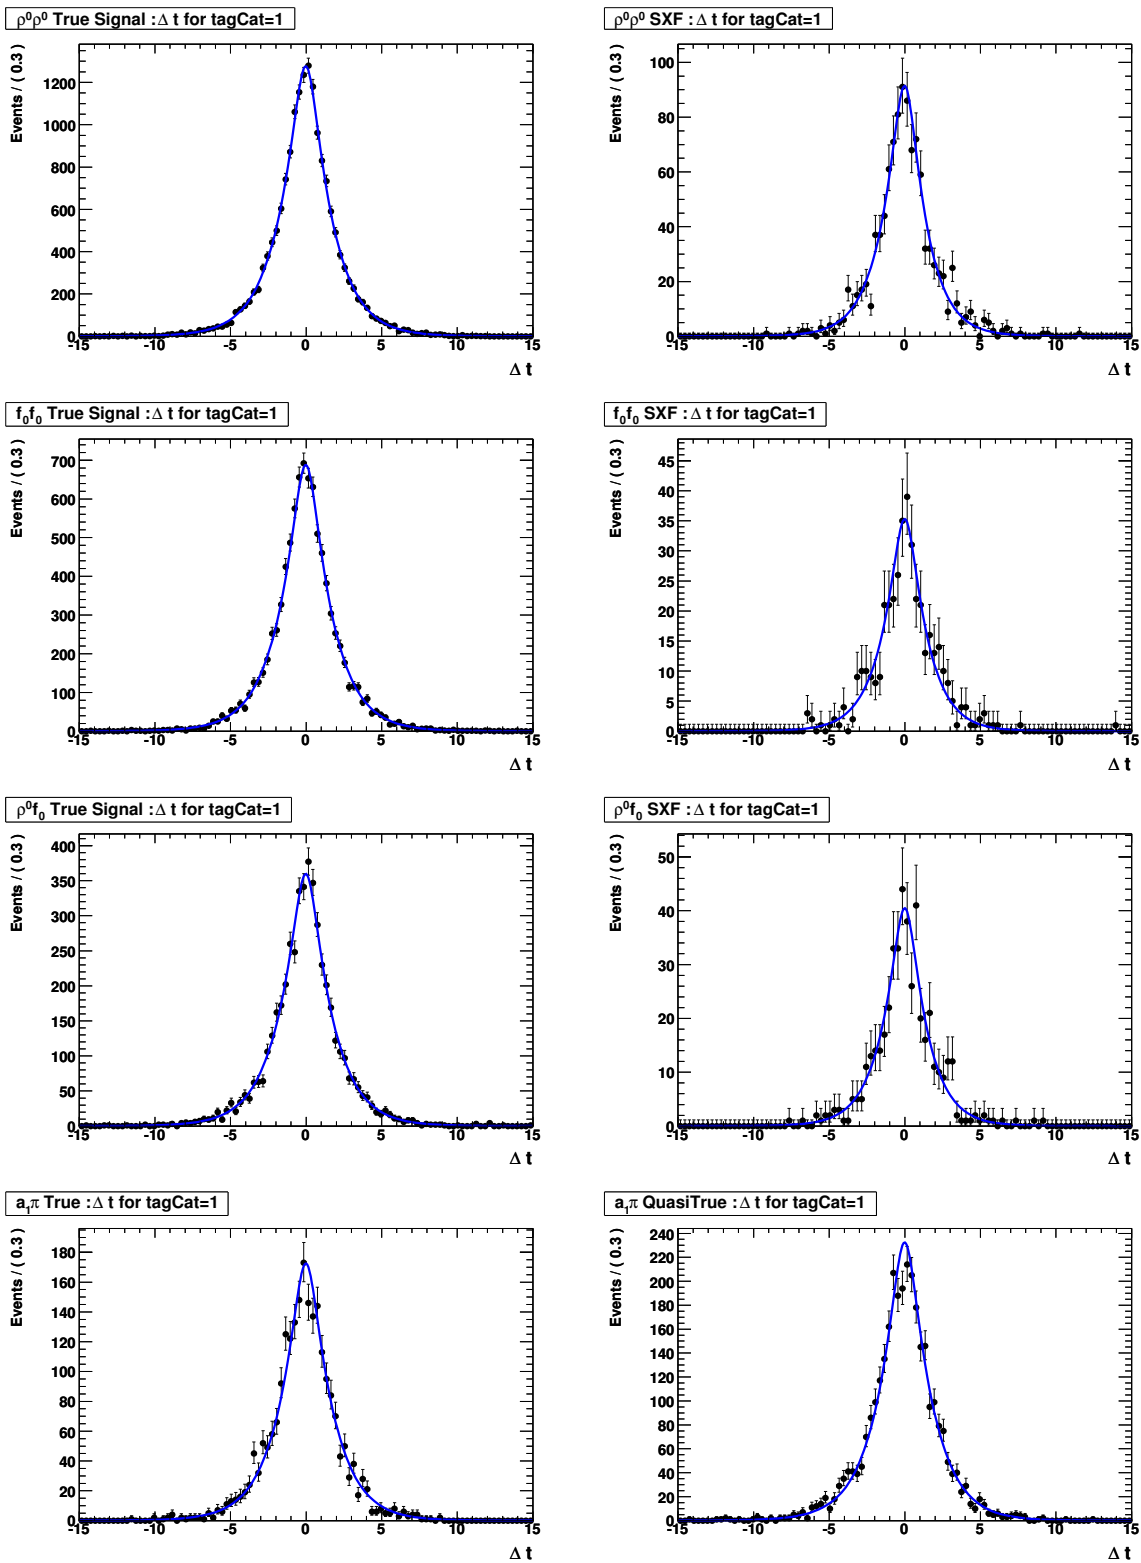 ρ⁰ρ⁰ True Signal : Δ t for tagCat=1
Events / ( 0.3 )
1200
1000
800
600
400
200
0
-15 -10 -5 0 5 10 15
Δ t
ρ⁰ρ⁰ SXF : Δ t for tagCat=1
Events / ( 0.3 )
100
80
60
40
20
0
-15 -10 -5 0 5 10 15
Δ t
f₀f₀ True Signal : Δ t for tagCat=1
Events / ( 0.3 )
700
600
500
400
300
200
100
0
-15 -10 -5 0 5 10 15
Δ t
f₀f₀ SXF : Δ t for tagCat=1
Events / ( 0.3 )
45
40
35
30
25
20
15
10
5
0
-15 -10 -5 0 5 10 15
Δ t
ρ⁰f₀ True Signal : Δ t for tagCat=1
Events / ( 0.3 )
400
350
300
250
200
150
100
50
0
-15 -10 -5 0 5 10 15
Δ t
ρ⁰f₀ SXF : Δ t for tagCat=1
Events / ( 0.3 )
50
40
30
20
10
0
-15 -10 -5 0 5 10 15
Δ t
a₁π True : Δ t for tagCat=1
Events / ( 0.3 )
180
160
140
120
100
80
60
40
20
0
-15 -10 -5 0 5 10 15
Δ t
a₁π QuasiTrue : Δ t for tagCat=1
Events / ( 0.3 )
240
220
200
180
160
140
120
100
80
60
40
20
0
-15 -10 -5 0 5 10 15
Δ t